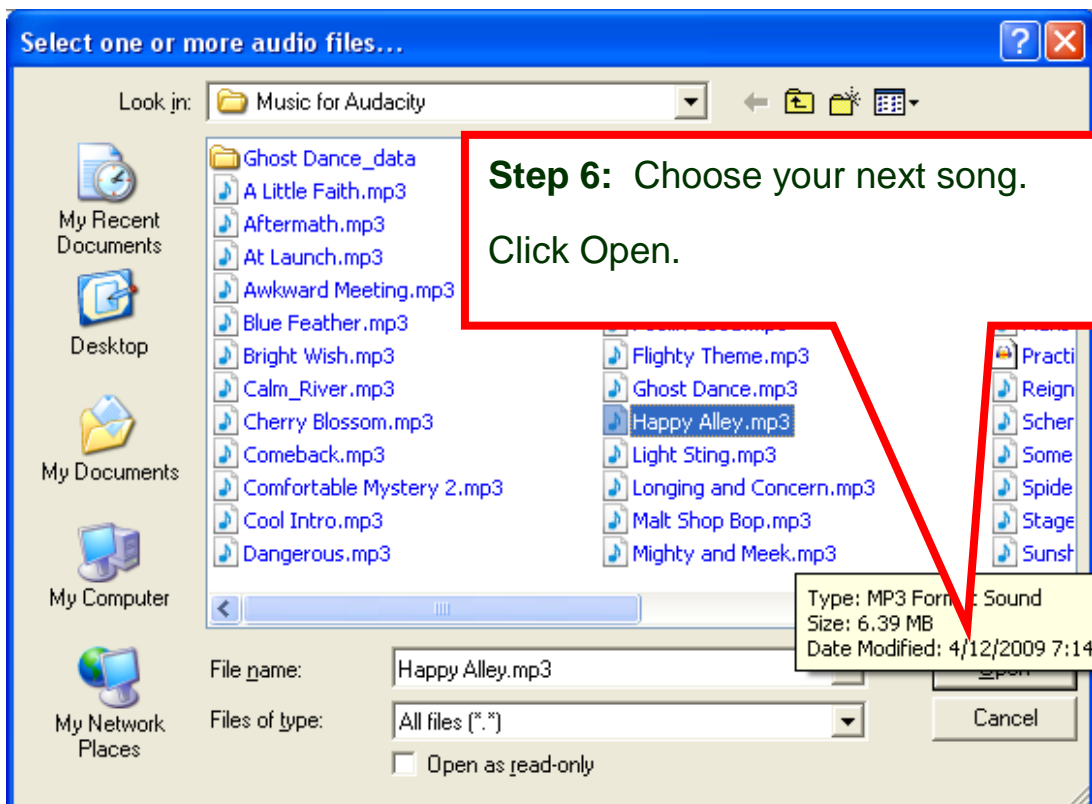 Select one or more audio files...
Look in:
Music for Audacity
Step 6: Choose your next song.
Click Open.
My Recent
Documents
Desktop
My Documents
My Computer
My Network
Places
Ghost Dance_data
A Little Faith.mp3
Aftermath.mp3
At Launch.mp3
Awkward Meeting.mp3
Blue Feather.mp3
Bright Wish.mp3
Calm_River.mp3
Cherry Blossom.mp3
Comeback.mp3
Comfortable Mystery 2.mp3
Cool Intro.mp3
Dangerous.mp3
Flighty Theme.mp3
Ghost Dance.mp3
Happy Alley.mp3
Light Sting.mp3
Longing and Concern.mp3
Malt Shop Bop.mp3
Mighty and Meek.mp3
Practi
Reign
Scher
Some
Spide
Stage
Sunsh
Type: MP3 Format Sound
Size: 6.39 MB
Date Modified: 4/12/2009 7:14
File name:
Happy Alley.mp3
Open
Files of type:
All files (*.*)
Cancel
Open as read-only